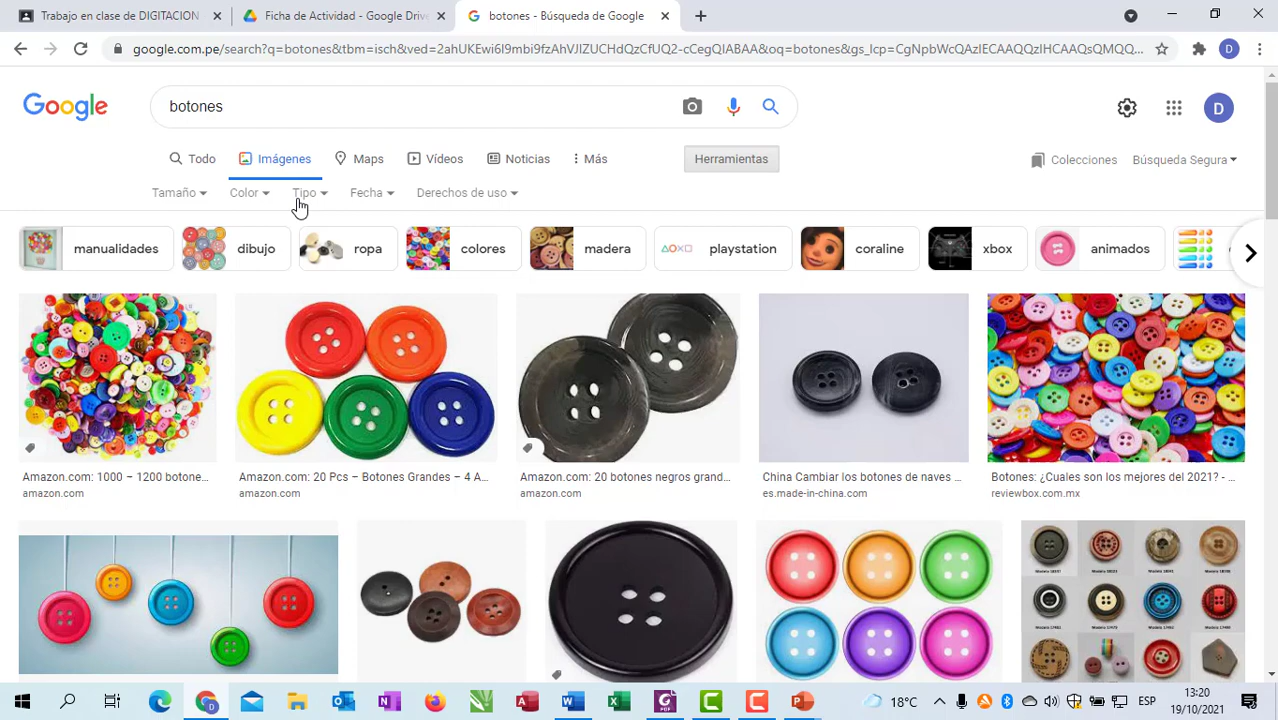 Trabajo en clase de DIGITACION
Ficha de Actividad - Google Drive
botones - Búsqueda de Google
google.com.pe/search?q=botones&tbm=isch&ved=2ahUKEwi6I9mbi9fzAhVJIZUCHdQzCfUQ2-cCegQIABAA&oq=botones&gs_lcp=CgNpbWcQAzIECAAQQzIHCAAQsQMQQ...
D
Google
botones
D
Todo
Imágenes
Maps
Vídeos
Noticias
Más
Herramientas
Colecciones
Búsqueda Segura
Tamaño
Color
Tipo
Fecha
Derechos de uso
manualidades
dibujo
ropa
colores
madera
playstation
coraline
xbox
animados
Amazon.com: 1000 – 1200 botone...
amazon.com
Amazon.com: 20 Pcs – Botones Grandes – 4 A...
amazon.com
Amazon.com: 20 botones negros grand...
amazon.com
China Cambiar los botones de naves ...
es.made-in-china.com
Botones: ¿Cuales son los mejores del 2021? - ...
reviewbox.com.mx
18°C
ESP
13:20
19/10/2021